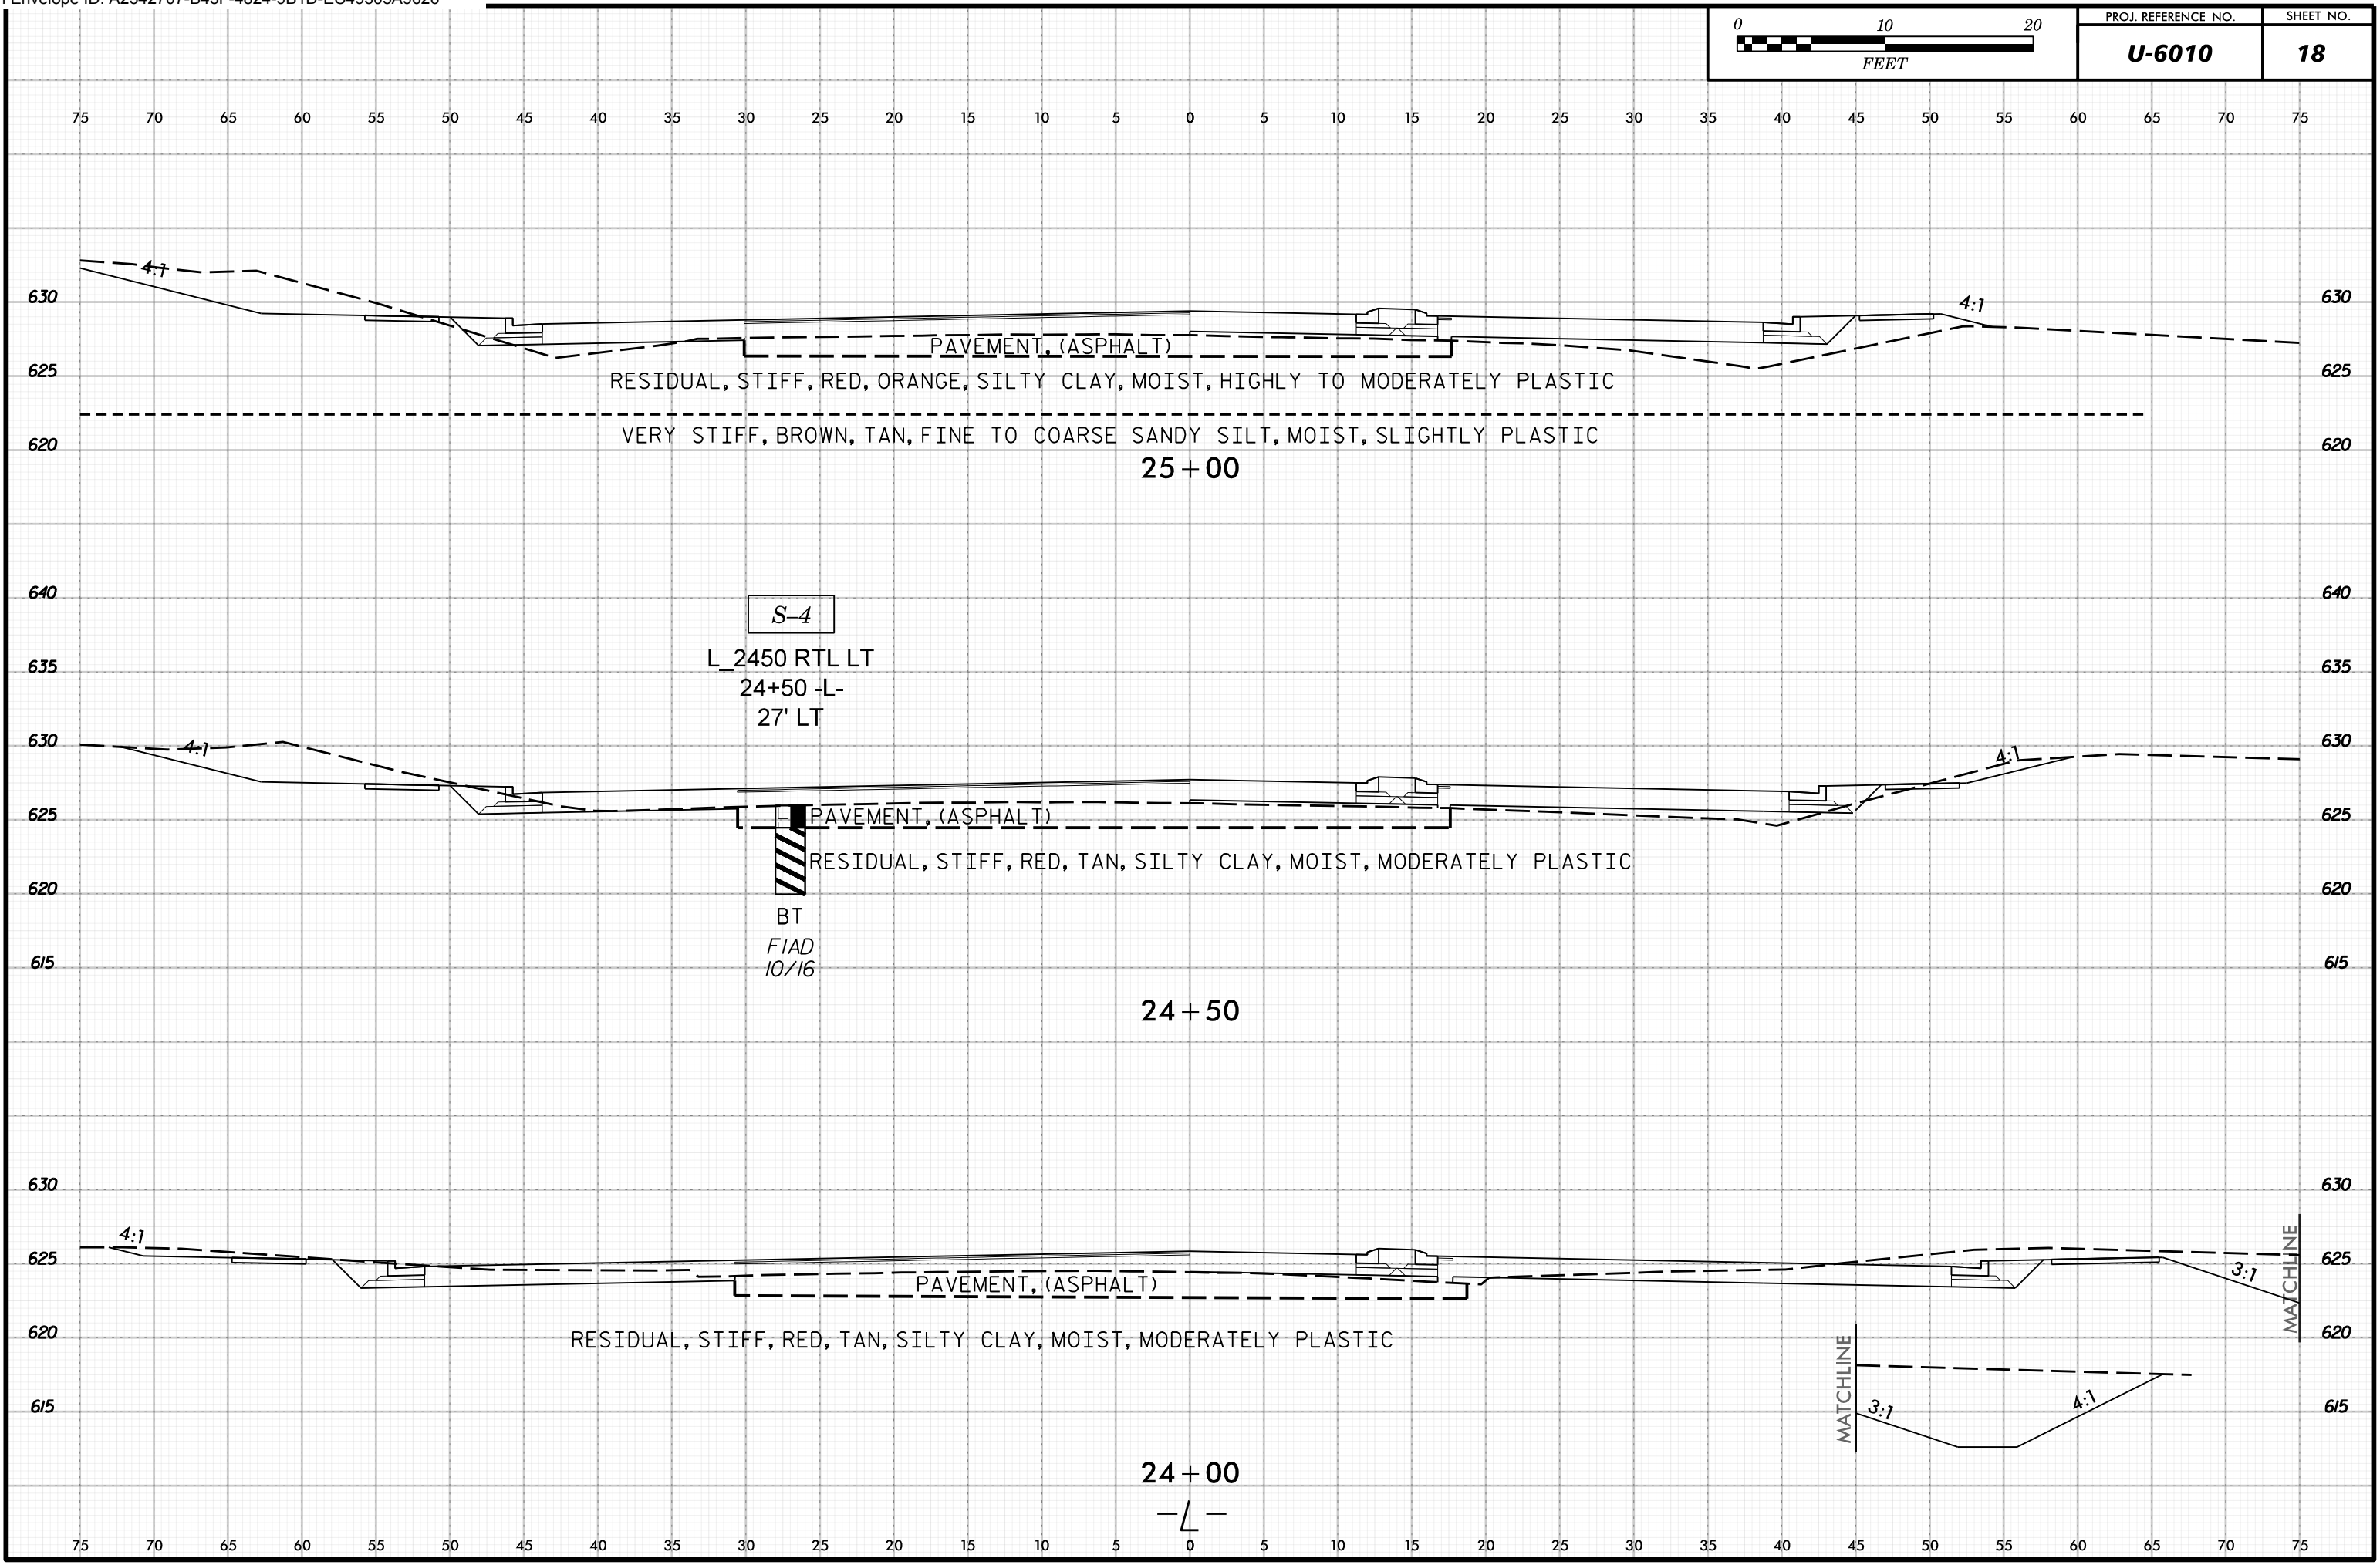 0 10 20
FEET
PROJ. REFERENCE NO. SHEET NO.
U-6010 18
75 70 65 60 55 50 45 40 35 30 25 20 15 10 5 0 5 10 15 20 25 30 35 40 45 50 55 60 65 70 75
4:1
630 4:1 630
PAVEMENT, (ASPHALT)
625 RESIDUAL, STIFF, RED, ORANGE, SILTY CLAY, MOIST, HIGHLY TO MODERATELY PLASTIC 625
620 VERY STIFF, BROWN, TAN, FINE TO COARSE SANDY SILT, MOIST, SLIGHTLY PLASTIC 620
25+00
640 640
S-4
635 L_2450 RTL LT 635
24+50 -L-
27' LT
630 4:1 4:1 630
625 L PAVEMENT, (ASPHALT) 625
RESIDUAL, STIFF, RED, TAN, SILTY CLAY, MOIST, MODERATELY PLASTIC
620 620
BT
FIAD
615 10/16 615
24+50
630 630
4:1
625 MATCHLINE 625
3:1
PAVEMENT, (ASPHALT)
620 RESIDUAL, STIFF, RED, TAN, SILTY CLAY, MOIST, MODERATELY PLASTIC 620
MATCHLINE
615 3:1 4:1 615
24+00
-L-
75 70 65 60 55 50 45 40 35 30 25 20 15 10 5 0 5 10 15 20 25 30 35 40 45 50 55 60 65 70 75